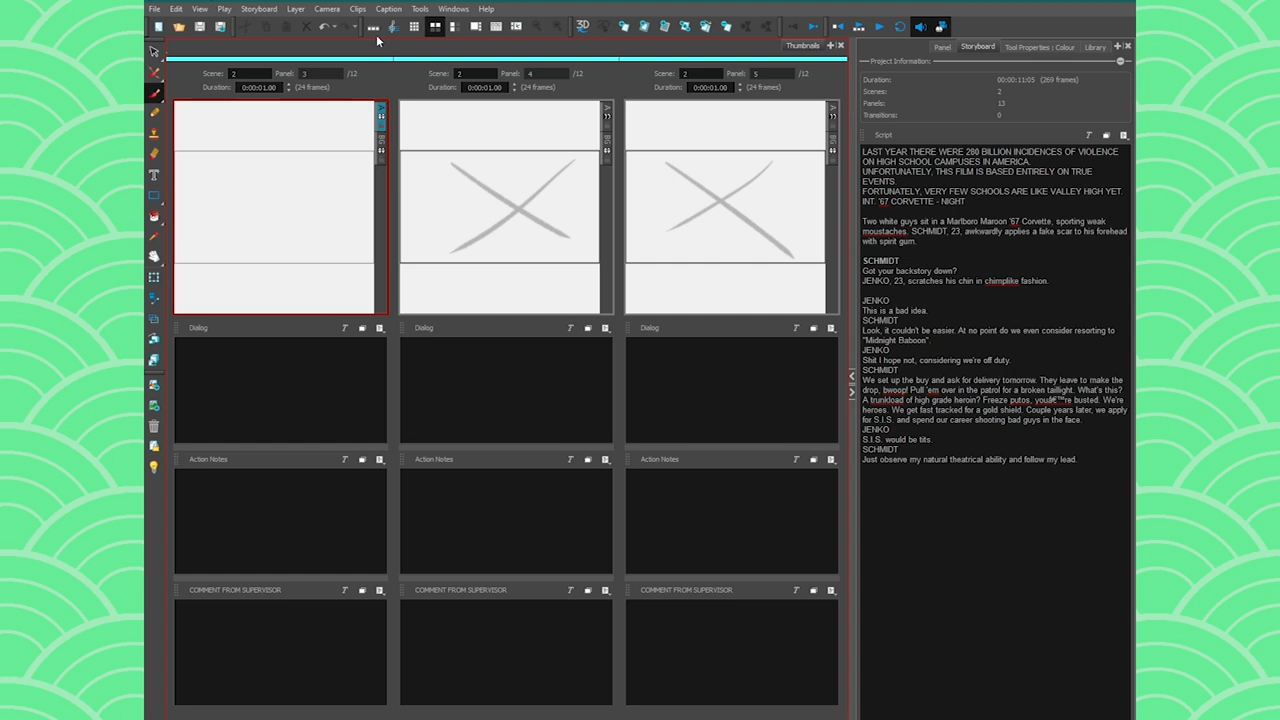 File Edit View Play Storyboard Layer Camera Clips Caption Tools Windows Help
3D
Thumbnails
Panel Storyboard Tool Properties : Colour Library
Scene: 2 Panel: 3 /12
Duration: 0:00:01.00 (24 frames)
Scene: 2 Panel: 4 /12
Duration: 0:00:01.00 (24 frames)
Scene: 2 Panel: 5 /12
Duration: 0:00:01.00 (24 frames)
A
BG
A
BG
A
BG
Dialog
Dialog
Dialog
Action Notes
Action Notes
Action Notes
COMMENT FROM SUPERVISOR
COMMENT FROM SUPERVISOR
COMMENT FROM SUPERVISOR
Project Information:
Duration: 00:00:11:05 (269 frames)
Scenes: 2
Panels: 13
Transitions: 0
Script
LAST YEAR THERE WERE 280 BILLION INCIDENCES OF VIOLENCE
ON HIGH SCHOOL CAMPUSES IN AMERICA.
UNFORTUNATELY, THIS FILM IS BASED ENTIRELY ON TRUE
EVENTS.
FORTUNATELY, VERY FEW SCHOOLS ARE LIKE VALLEY HIGH YET.
INT. '67 CORVETTE - NIGHT
Two white guys sit in a Marlboro Maroon '67 Corvette, sporting weak
moustaches. SCHMIDT, 23, awkwardly applies a fake scar to his forehead
with spirit gum.
SCHMIDT
Got your backstory down?
JENKO, 23, scratches his chin in chimplike fashion.
JENKO
This is a bad idea.
SCHMIDT
Look, it couldn't be easier. At no point do we even consider resorting to
"Midnight Baboon".
JENKO
Shit I hope not, considering we're off duty.
SCHMIDT
We set up the buy and ask for delivery tomorrow. They leave to make the
drop, bwoop! Pull 'em over in the patrol for a broken taillight. What's this?
A trunkload of high grade heroin? Freeze putos, youâ€™re busted. We're
heroes. We get fast tracked for a gold shield. Couple years later, we apply
for S.I.S. and spend our career shooting bad guys in the face.
JENKO
S.I.S. would be tits.
SCHMIDT
Just observe my natural theatrical ability and follow my lead.